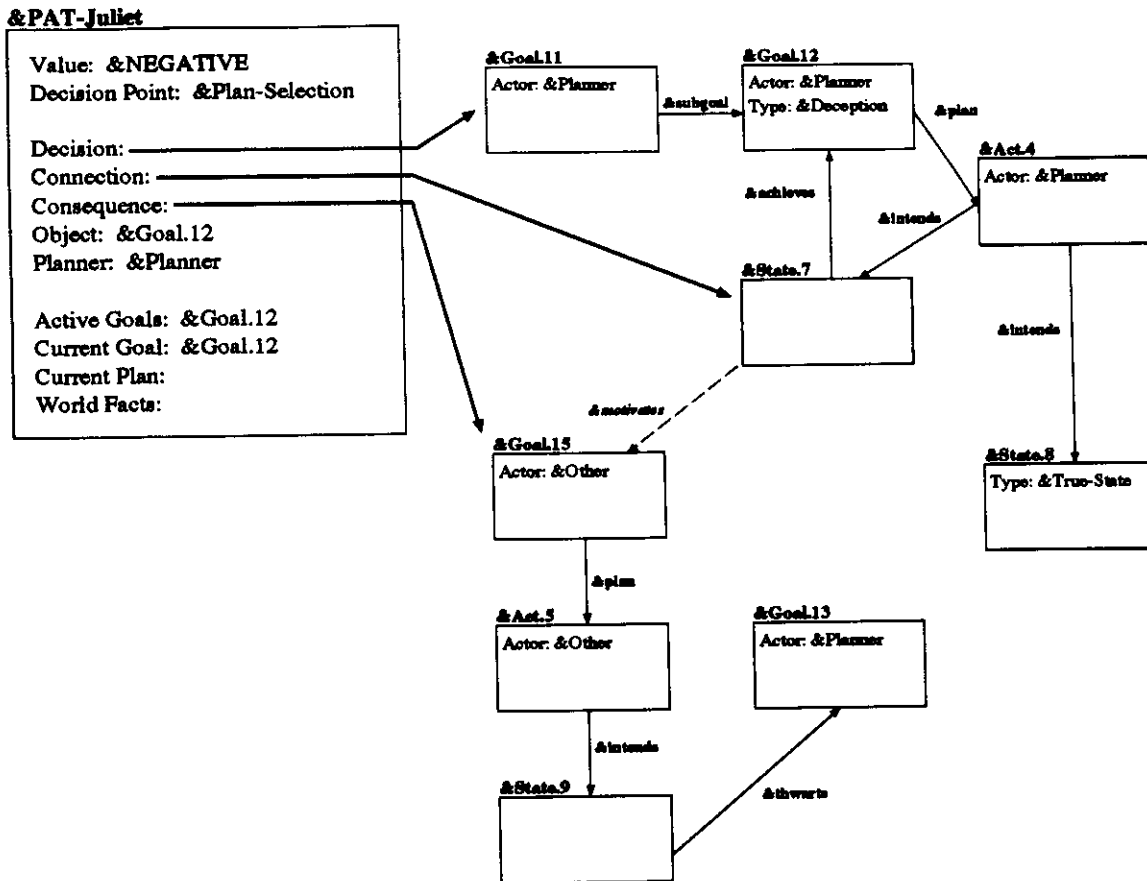 &PAT-Juliet
Value: &NEGATIVE
Decision Point: &Plan-Selection
Decision:
Connection:
Consequence:
Object: &Goal.12
Planner: &Planner
Active Goals: &Goal.12
Current Goal: &Goal.12
Current Plan:
World Facts:
&Goal.11
Actor: &Planner
&subgoal
&Goal.12
Actor: &Planner
Type: &Deception
&plan
&Act.4
Actor: &Planner
&achieves
&intends
&State.7
&intends
&motivates
&Goal.15
Actor: &Other
&State.8
Type: &True-State
&plan
&Act.5
Actor: &Other
&Goal.13
Actor: &Planner
&intends
&State.9
&thwarts